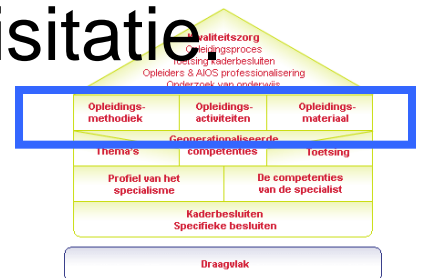 isitatie.
Kwaliteitszorg
Opleidingsproces
Toetsing kaderbesluiten
Opleiders & AIOS professionalisering
Onderzoek van onderwijs
Opleidings-
methodiek
Opleidings-
activiteiten
Opleidings-
materiaal
Geoperationaliseerde
Thema's
competenties
Toetsing
Profiel van het
specialisme
De competenties
van de specialist
Kaderbesluiten
Specifieke besluiten
Draagvlak